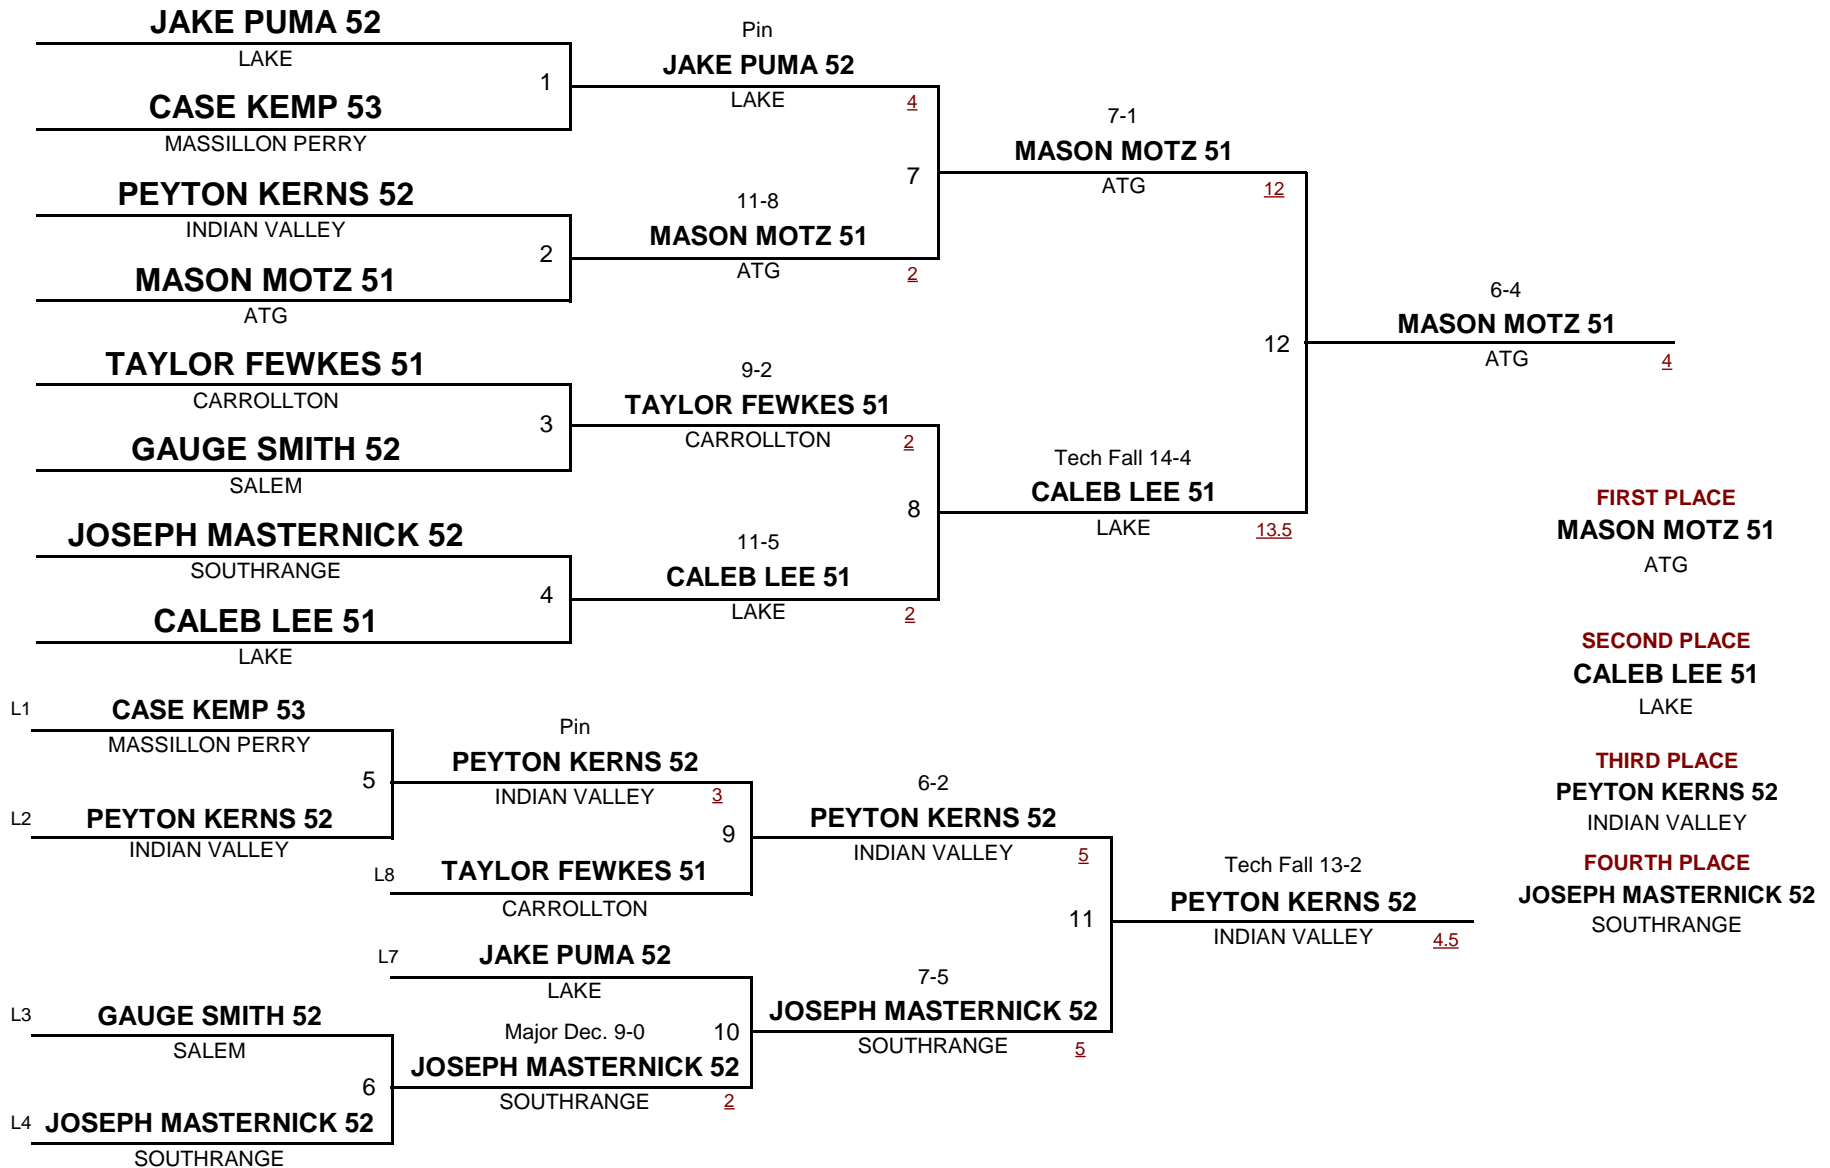 JAKE PUMA 52
LAKE
1
CASE KEMP 53
MASSILLON PERRY
PEYTON KERNS 52
INDIAN VALLEY
2
MASON MOTZ 51
ATG
TAYLOR FEWKES 51
CARROLLTON
3
GAUGE SMITH 52
SALEM
JOSEPH MASTERNICK 52
SOUTHRANGE
4
CALEB LEE 51
LAKE
Pin
JAKE PUMA 52
LAKE
4
7
11-8
MASON MOTZ 51
ATG
2
9-2
TAYLOR FEWKES 51
CARROLLTON
2
8
11-5
CALEB LEE 51
LAKE
2
7-1
MASON MOTZ 51
ATG
12
12
Tech Fall 14-4
CALEB LEE 51
LAKE
13.5
6-4
MASON MOTZ 51
ATG
4
L1
CASE KEMP 53
MASSILLON PERRY
5
L2
PEYTON KERNS 52
INDIAN VALLEY
L3
GAUGE SMITH 52
SALEM
6
L4
JOSEPH MASTERNICK 52
SOUTHRANGE
Pin
PEYTON KERNS 52
INDIAN VALLEY
3
9
L8
TAYLOR FEWKES 51
CARROLLTON
L7
JAKE PUMA 52
LAKE
10
Major Dec. 9-0
JOSEPH MASTERNICK 52
SOUTHRANGE
2
6-2
PEYTON KERNS 52
INDIAN VALLEY
5
11
7-5
JOSEPH MASTERNICK 52
SOUTHRANGE
5
Tech Fall 13-2
PEYTON KERNS 52
INDIAN VALLEY
4.5
FIRST PLACE
MASON MOTZ 51
ATG
SECOND PLACE
CALEB LEE 51
LAKE
THIRD PLACE
PEYTON KERNS 52
INDIAN VALLEY
FOURTH PLACE
JOSEPH MASTERNICK 52
SOUTHRANGE